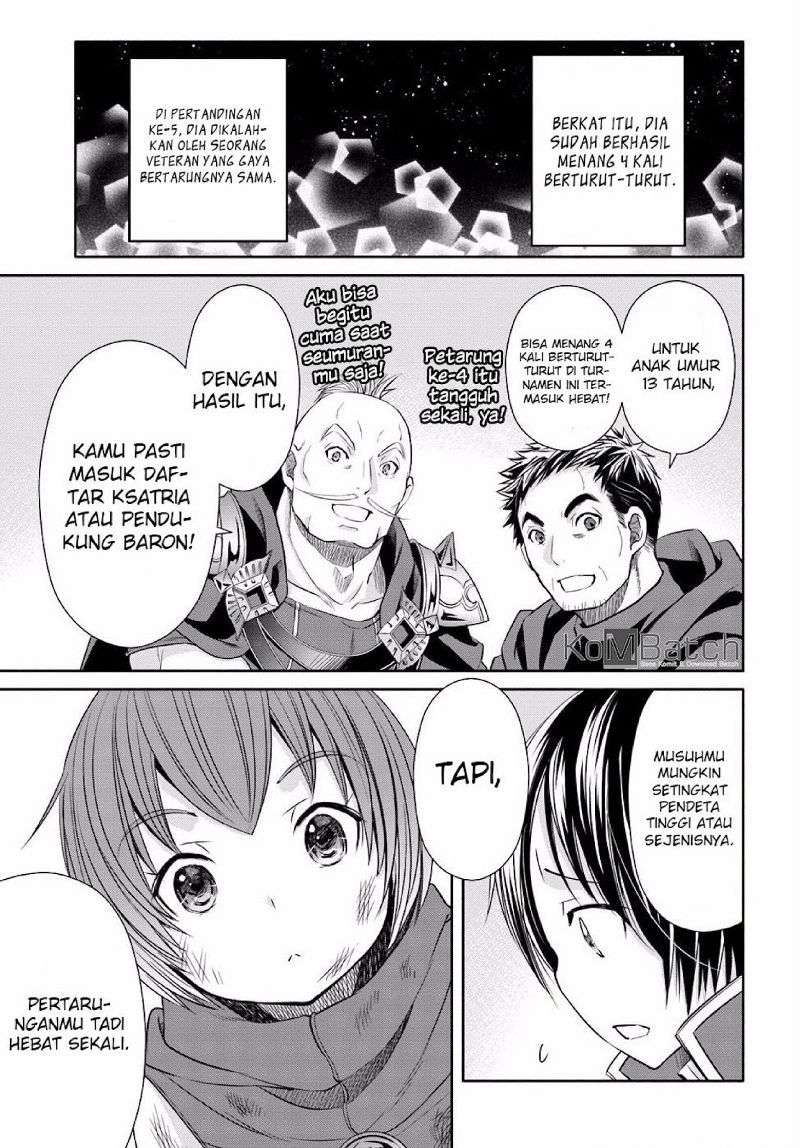 BERKAT ITU, DIA
SUDAH BERHASIL
MENANG 4 KALI
BERTURUT-TURUT.
DI PERTANDINGAN
KE-5, DIA DIKALAH-
KAN OLEH SEORANG
VETERAN YANG GAYA
BERTARUNGNYA SAMA.
UNTUK
ANAK UMUR
13 TAHUN,
BISA MENANG 4
KALI BERTURUT-
TURUT DI TUR-
NAMEN INI TER-
MASUK HEBAT!
Petarung
ke-4 itu
tangguh
sekali, ya!
Aku bisa
begitu
cuma saat
seumuran-
mu saja!
DENGAN
HASIL ITU,
KAMU PASTI
MASUK DAF-
TAR KSATRIA
ATAU PENDU-
KUNG BARON!
KoMBatch
Baca Komik & Download Batch
MUSUHMU
MUNGKIN
SETINGKAT
PENDETA
TINGGI ATAU
SEJENISNYA.
TAPI,
PERTARU-
NGANMU TADI
HEBAT SEKALI.